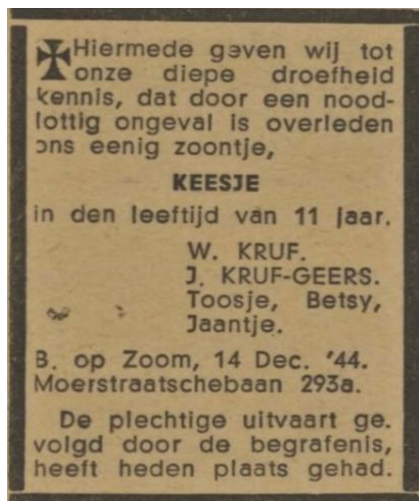 Hiermede geven wij tot
onze diepe droefheid
kennis, dat door een nood-
lottig ongeval is overleden
ons eenig zoontje,
KEESJE
in den leeftijd van 11 jaar.
W. KRUF.
J. KRUF-GEERS.
Toosje, Betsy,
Jaantje.
B. op Zoom, 14 Dec. '44.
Moerstraatschebaan 293a.
De plechtige uitvaart ge.
volgd door de begrafenis,
heeft heden plaats gehad.